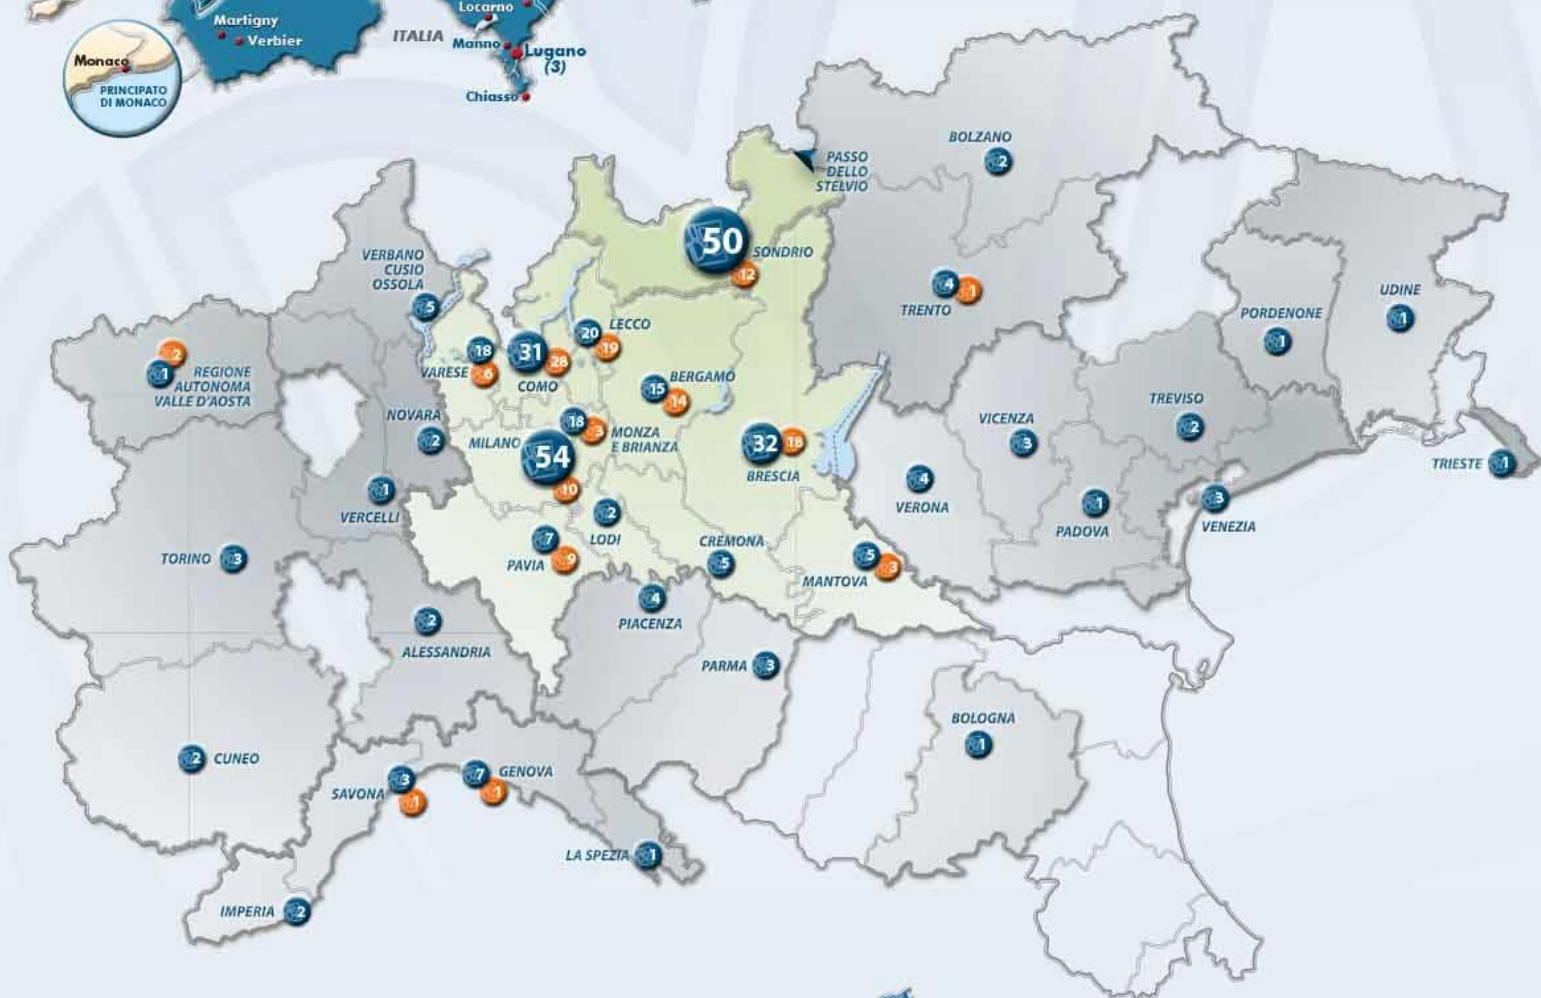 Locarno
Martigny
Verbier
ITALIA
Manno
Lugano
(3)
Monaco
PRINCIPATO
DI MONACO
Chiasso
BOLZANO
2
PASSO
DELLO
STELVIO
50
SONDRIO
12
VERBANO
CUSIO
OSSOLA
5
4
1
TRENTO
UDINE
1
PORDENONE
1
2
1
REGIONE
AUTONOMA
VALLE D'AOSTA
18
VARESE
6
31
28
COMO
20
LECCO
19
15
BERGAMO
14
NOVARA
2
MILANO
18
3
MONZA
E BRIANZA
54
10
32
18
BRESCIA
VICENZA
3
TREVISO
2
TRIESTE
1
4
VERONA
1
PADOVA
3
VENEZIA
1
VERCELLI
2
LODI
7
PAVIA
9
CREMONA
5
5
3
MANTOVA
TORINO
3
4
PIACENZA
2
ALESSANDRIA
PARMA
3
BOLOGNA
1
2
CUNEO
3
SAVONA
1
7
GENOVA
1
LA SPEZIA
1
IMPERIA
2